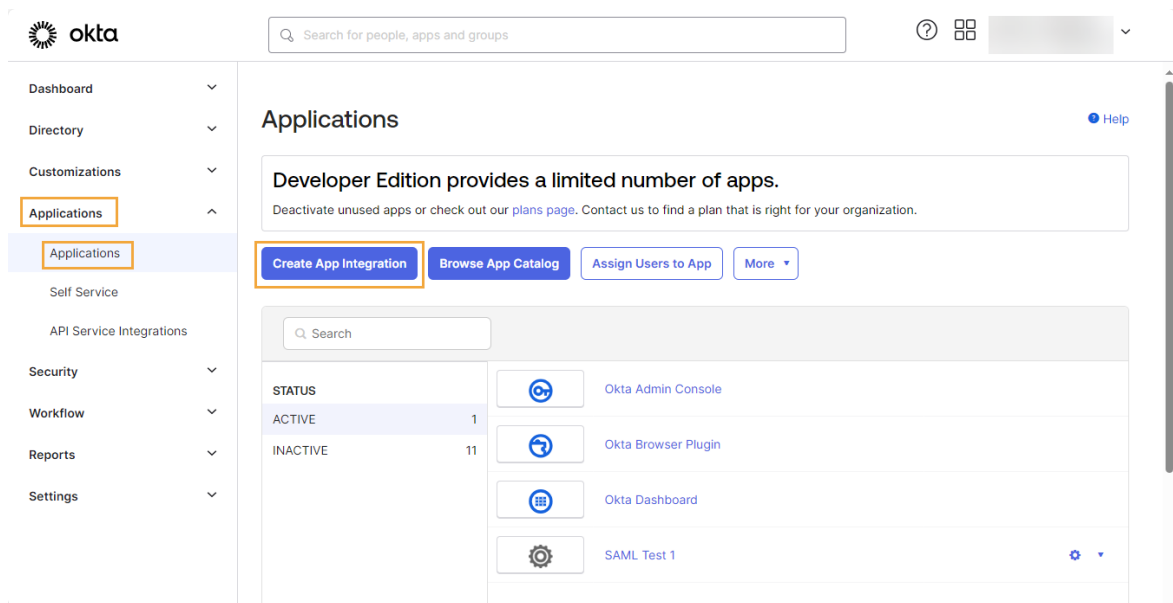 okta
Search for people, apps and groups
Dashboard
Directory
Customizations
Applications
Applications
Self Service
API Service Integrations
Security
Workflow
Reports
Settings
Applications
Help
Developer Edition provides a limited number of apps.
Deactivate unused apps or check out our plans page. Contact us to find a plan that is right for your organization.
Create App Integration
Browse App Catalog
Assign Users to App
More
Search
STATUS
ACTIVE 1
INACTIVE 11
Okta Admin Console
Okta Browser Plugin
Okta Dashboard
SAML Test 1